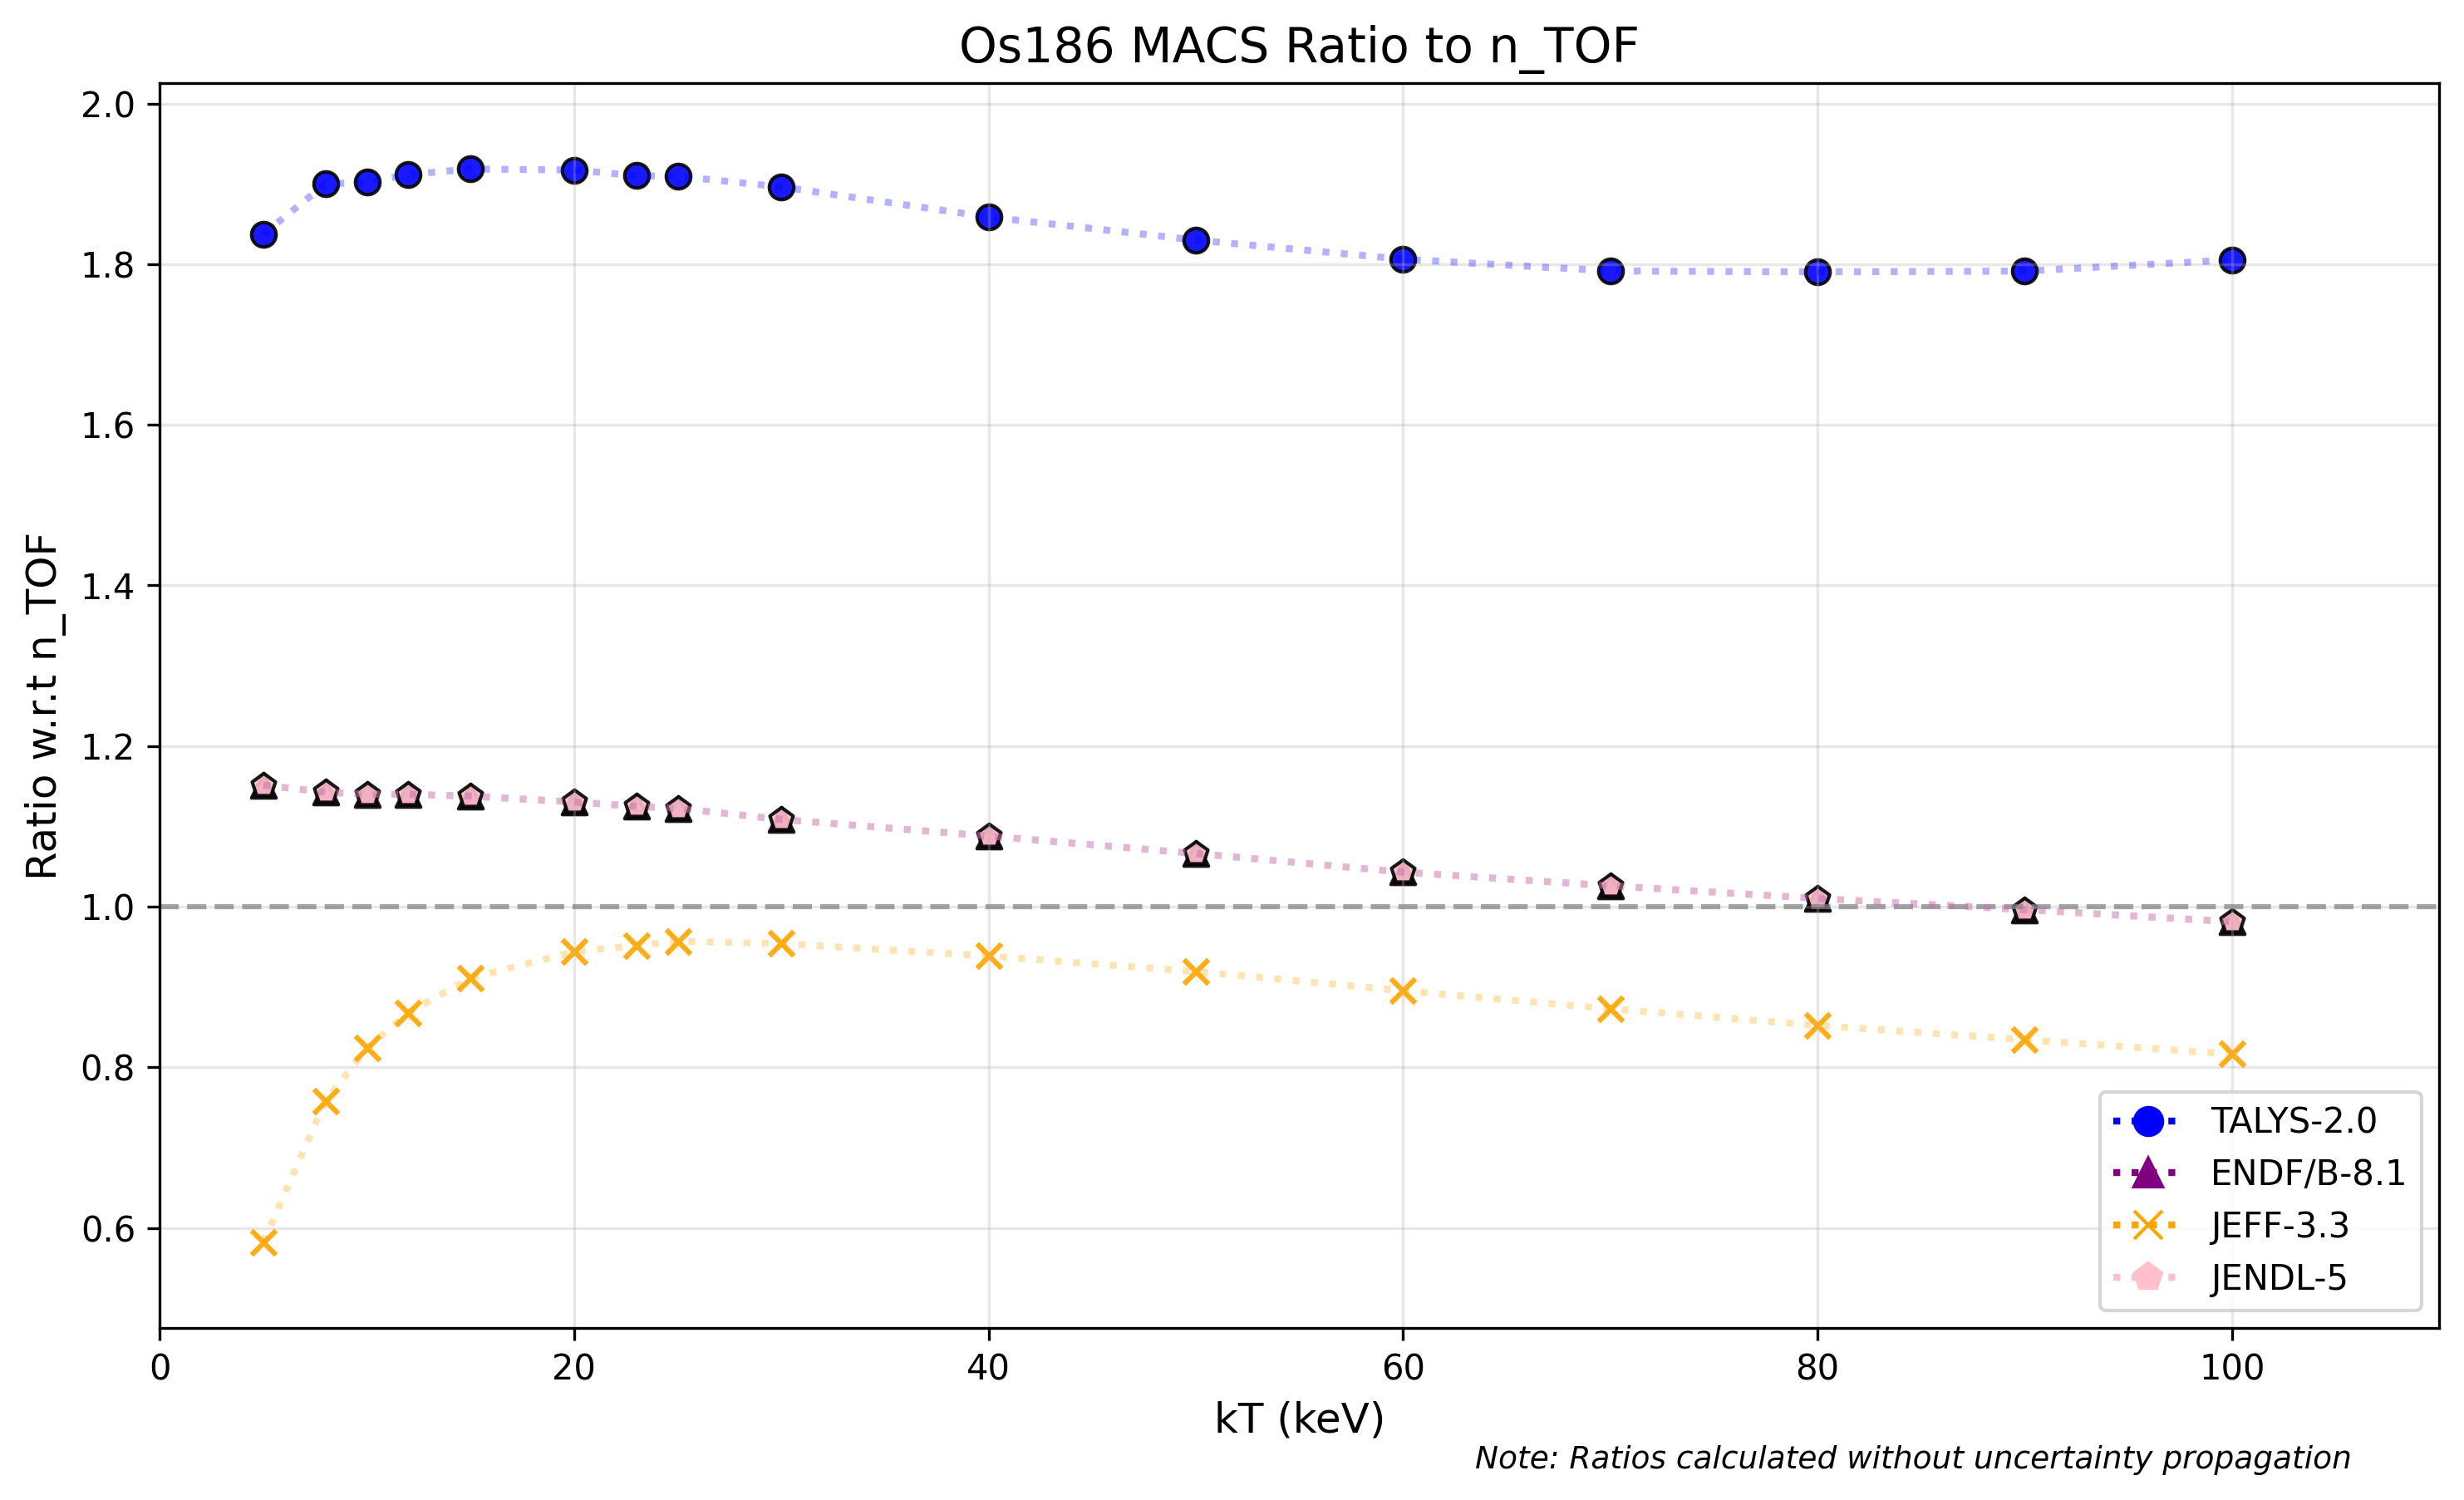 Os186 MACS Ratio to n_TOF
Ratio w.r.t n_TOF
2.0
1.8
1.6
1.4
1.2
1.0
0.8
0.6
0
20
40
60
80
100
kT (keV)
TALYS-2.0
ENDF/B-8.1
JEFF-3.3
JENDL-5
Note: Ratios calculated without uncertainty propagation